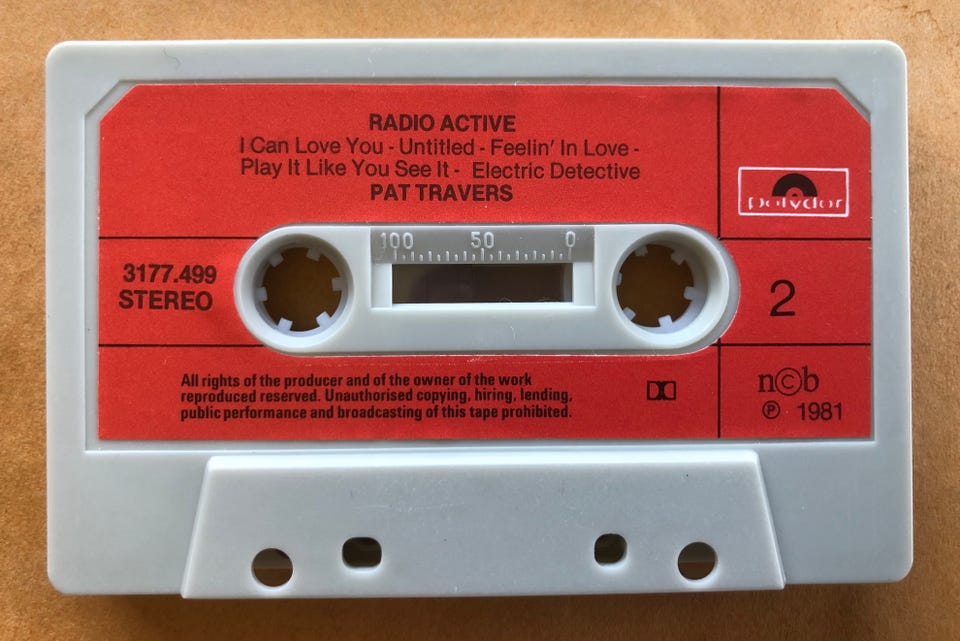 RADIO ACTIVE
I Can Love You - Untitled - Feelin' In Love -
Play It Like You See It - Electric Detective
PAT TRAVERS
polydor
100 50 0
3177.499
STEREO
2
All rights of the producer and of the owner of the work
reproduced reserved. Unauthorised copying, hiring, lending,
public performance and broadcasting of this tape prohibited.
n©b
℗ 1981